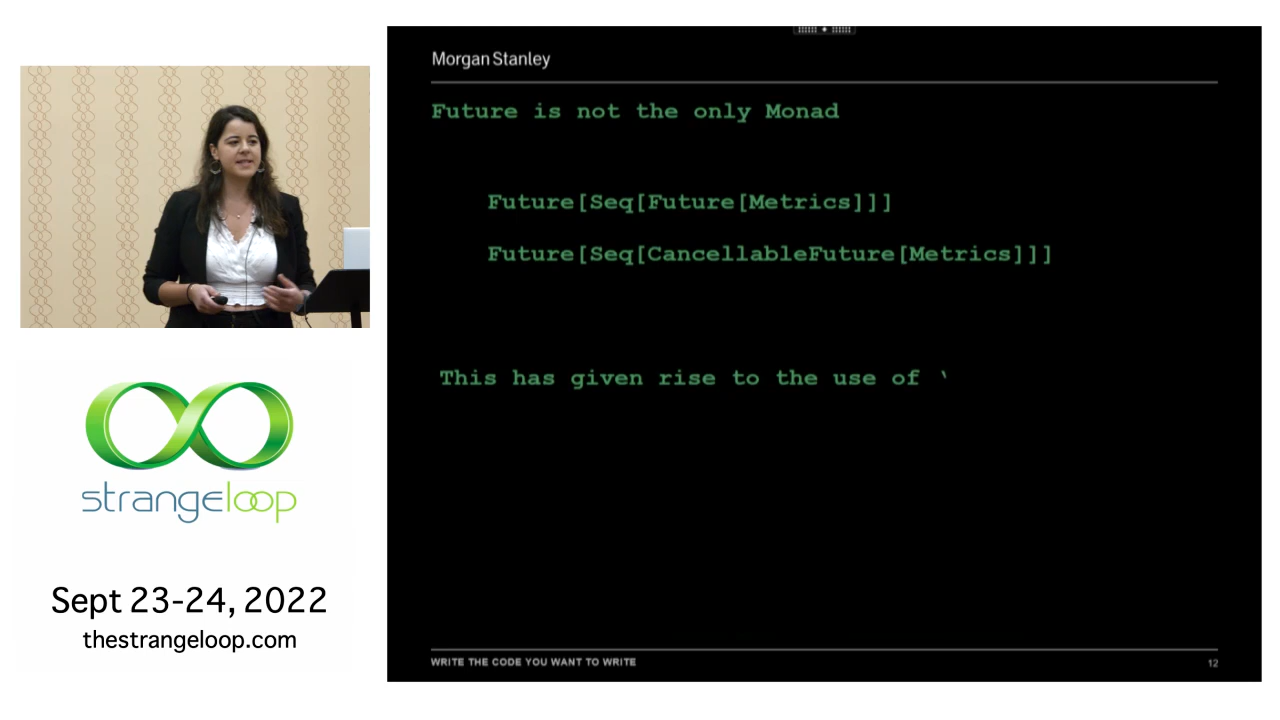 Morgan Stanley
Future is not the only Monad
Future[Seq[Future[Metrics]]]
Future[Seq[CancellableFuture[Metrics]]]
This has given rise to the use of ‘
WRITE THE CODE YOU WANT TO WRITE
12
strangeloop
Sept 23-24, 2022
thestrangeloop.com